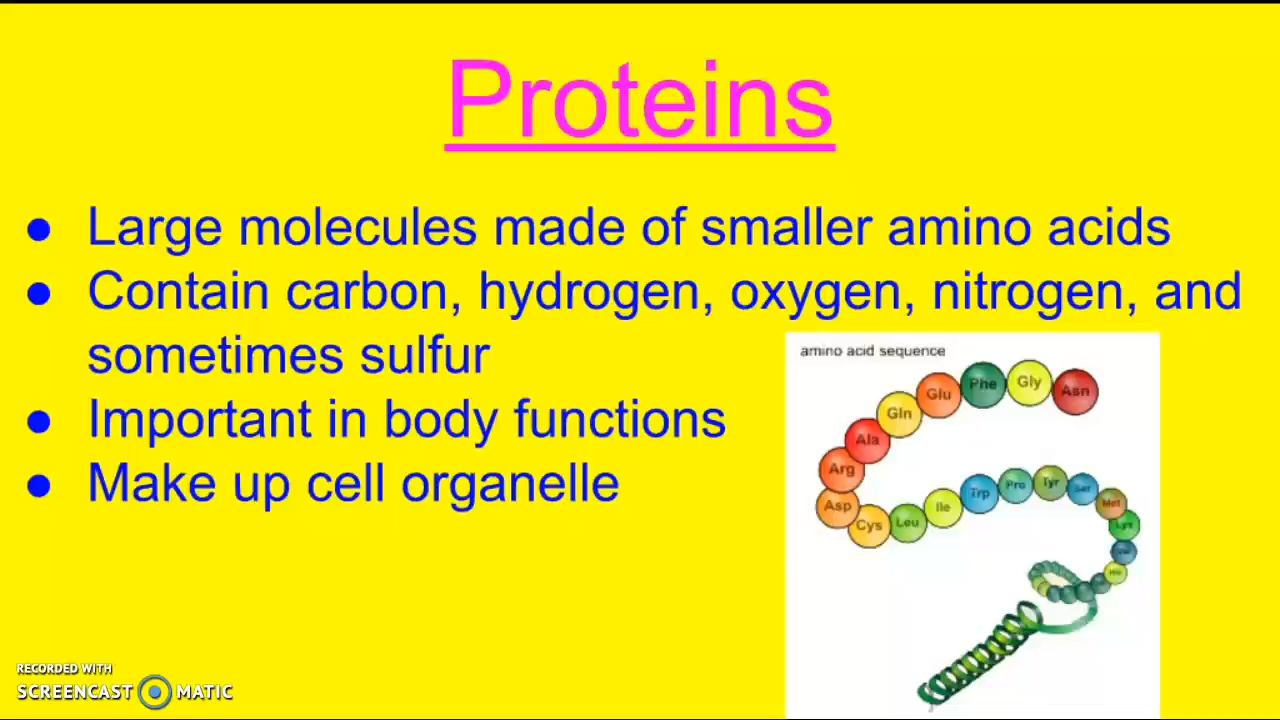 Proteins
● Large molecules made of smaller amino acids
● Contain carbon, hydrogen, oxygen, nitrogen, and
sometimes sulfur
● Important in body functions
● Make up cell organelle
amino acid sequence
Asn
Gly
Phe
Glu
Gln
Ala
Arg
Asp
Cys
Leu
Ile
Trp
Pro
Tyr
Ser
Met
Lys
RECORDED WITH
SCREENCAST MATIC